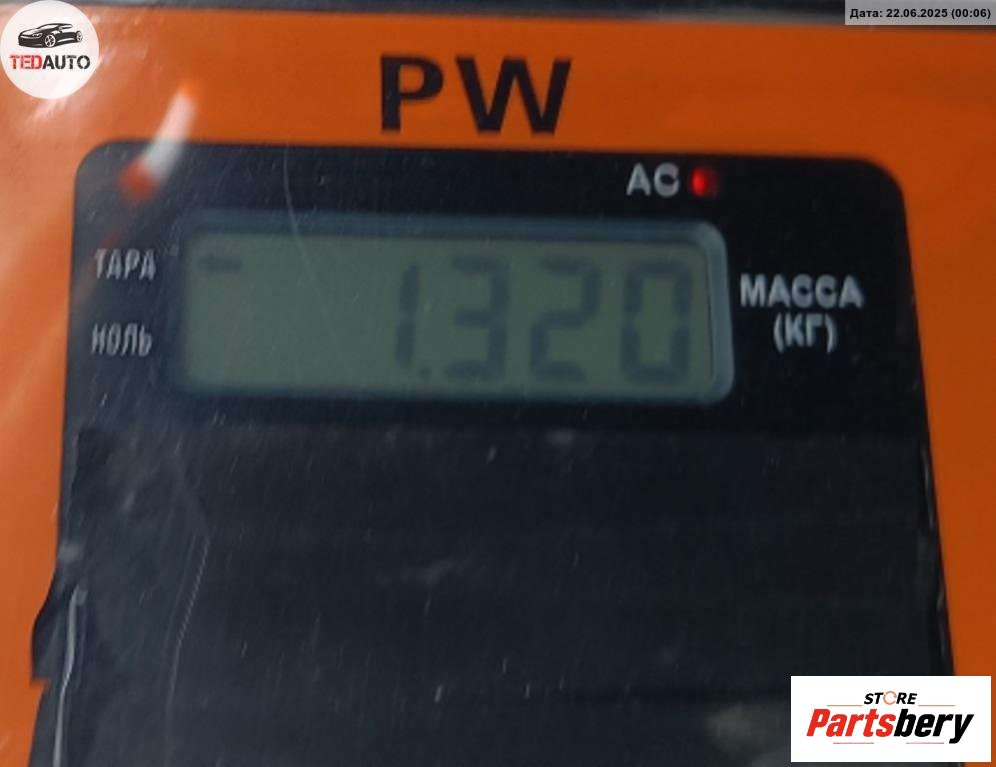 Дата: 22.06.2025 (00:06)
TEDAUTO
PW
AC
ТАРА
НОЛЬ
1.320
МАССА
(КГ)
STORE
Partsbery